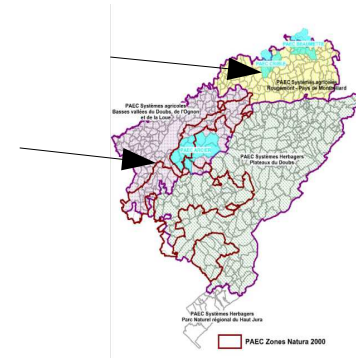 PAEC Systèmes agricoles
Rougemont - Pays de Montbéliard
PAEC Systèmes agricoles
Basses vallées du Doubs, de l'Ognon
et de la Loue
PAEC Systèmes Herbagers
Plateaux du Doubs
PAEC Systèmes Herbagers
Parc Naturel régional du Haut Jura
PAEC Zones Natura 2000